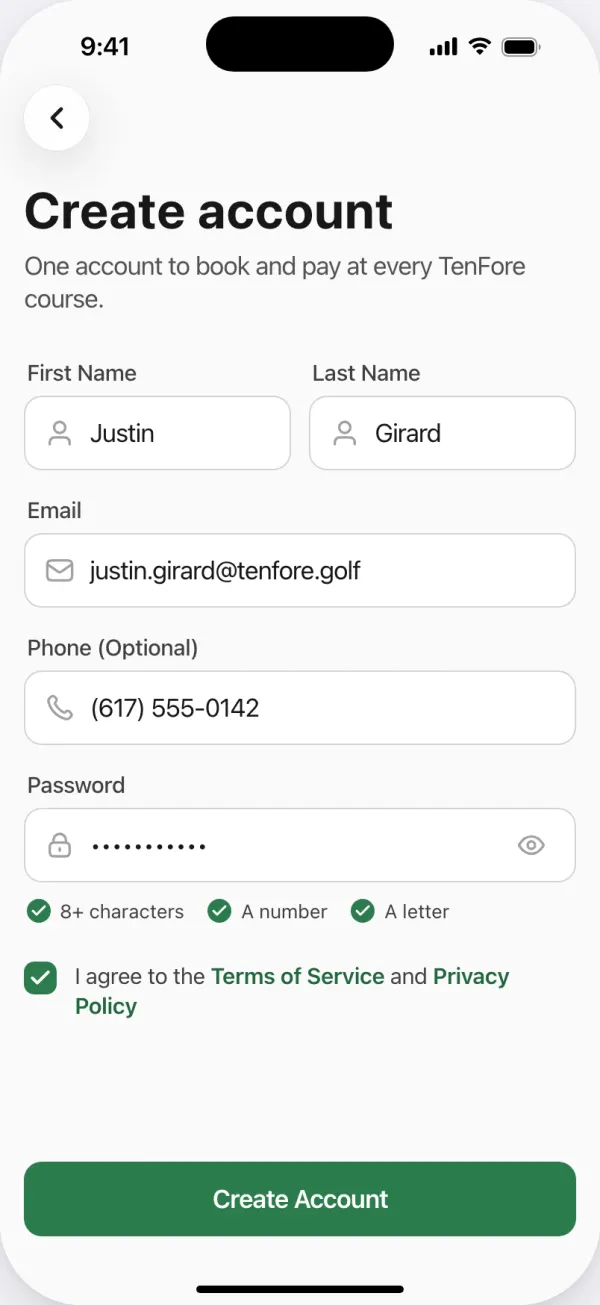 9:41
Create account
One account to book and pay at every TenFore
course.
First Name
Last Name
Justin
Girard
Email
justin.girard@tenfore.golf
Phone (Optional)
(617) 555-0142
Password
•••••••••••
8+ characters
A number
A letter
I agree to the Terms of Service and Privacy
Policy
Create Account